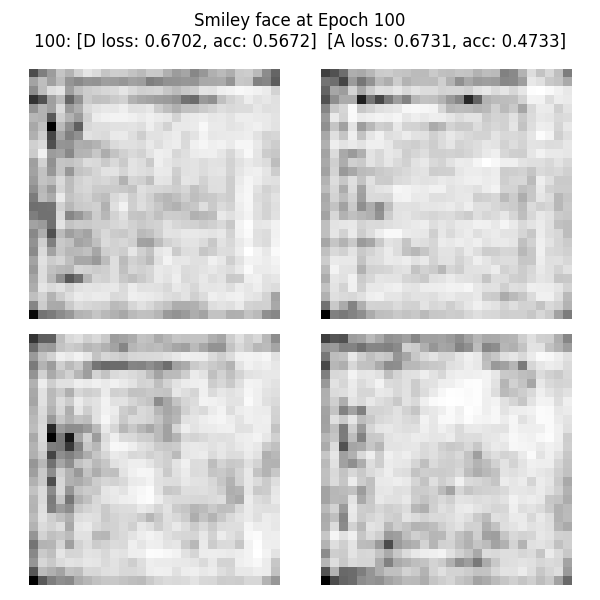 Smiley face at Epoch 100
100: [D loss: 0.6702, acc: 0.5672]  [A loss: 0.6731, acc: 0.4733]